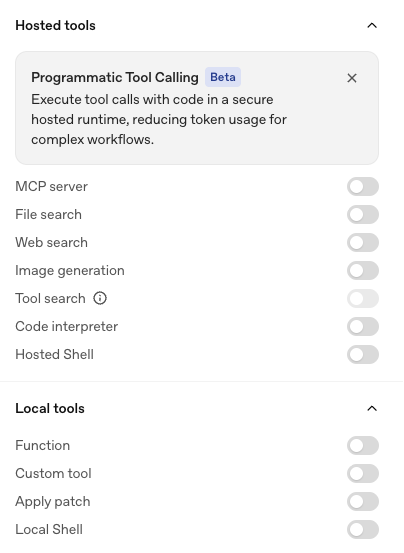 Hosted tools
Programmatic Tool Calling Beta
Execute tool calls with code in a secure
hosted runtime, reducing token usage for
complex workflows.
MCP server
File search
Web search
Image generation
Tool search
Code interpreter
Hosted Shell
Local tools
Function
Custom tool
Apply patch
Local Shell